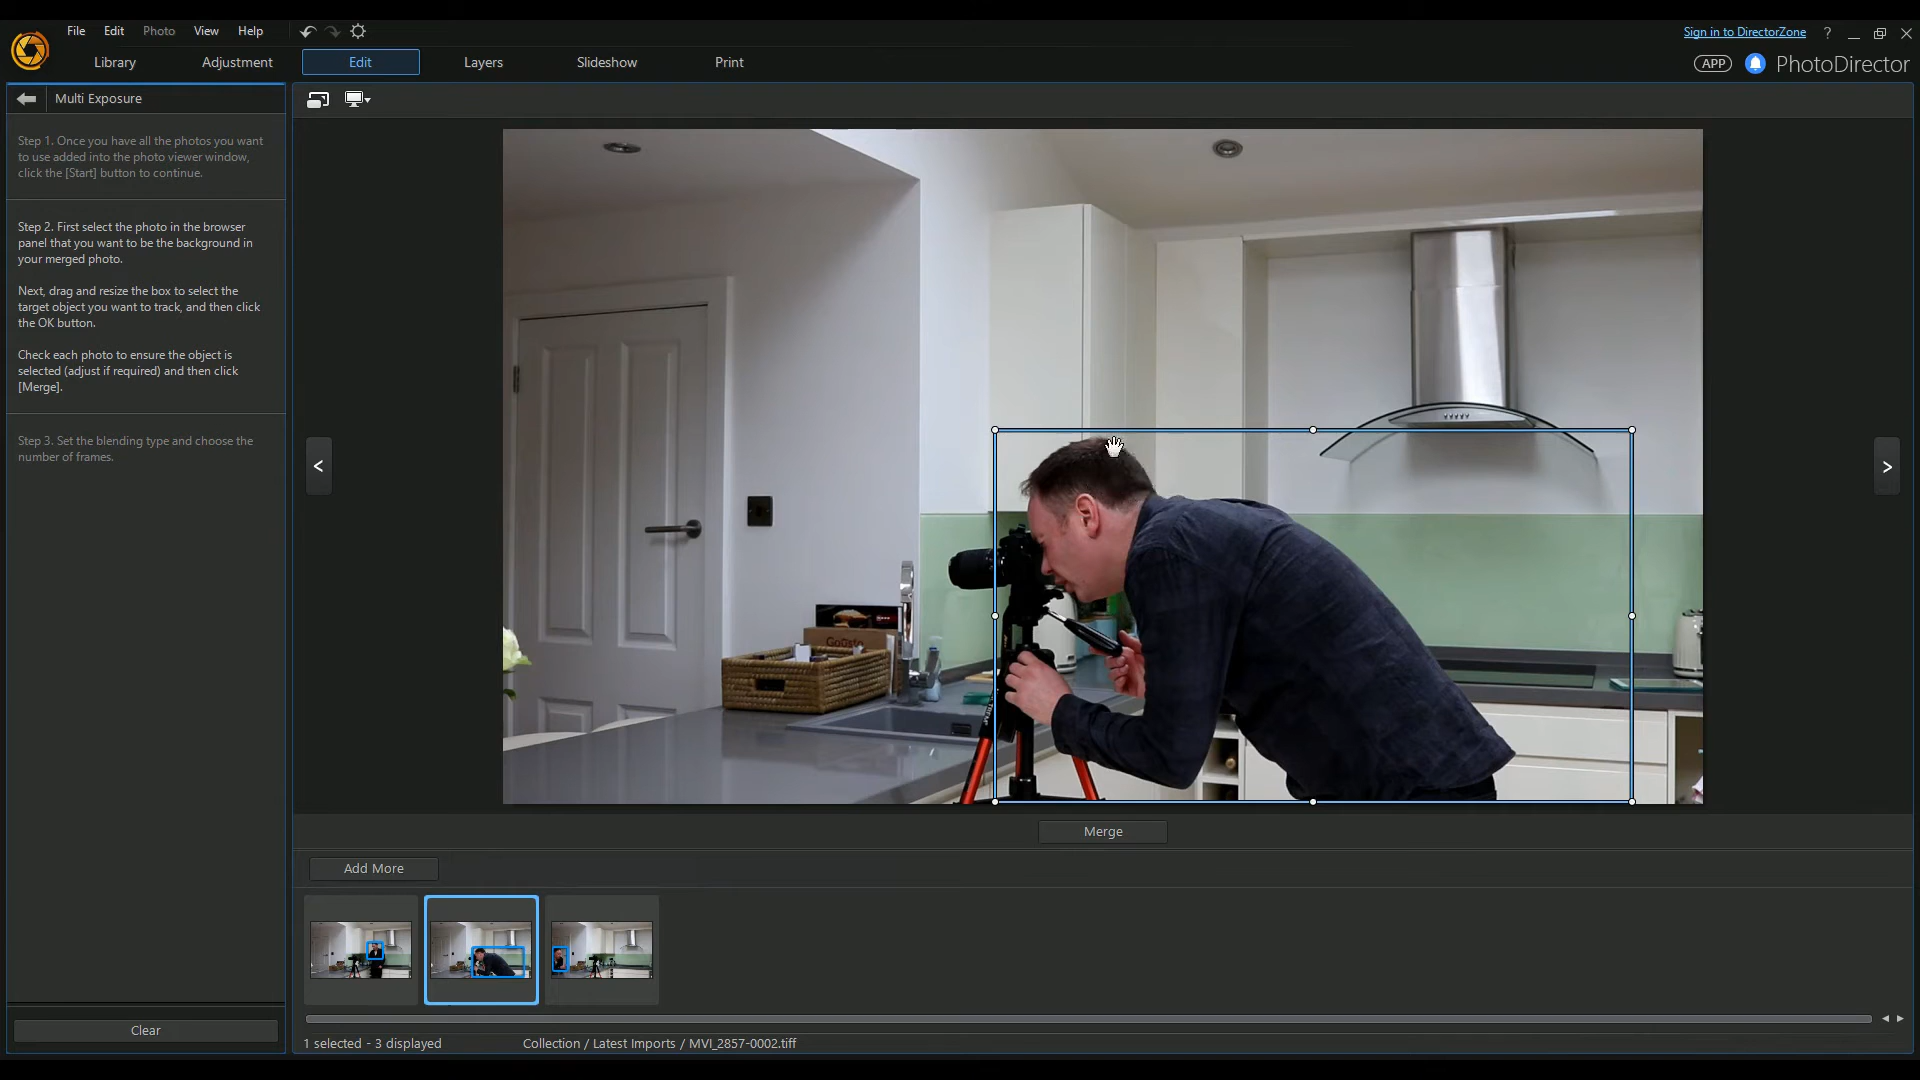 File Edit Photo View Help
Sign in to DirectorZone ?
Library Adjustment Edit Layers Slideshow Print
APP PhotoDirector
Multi Exposure
Step 1. Once you have all the photos you want
to use added into the photo viewer window,
click the [Start] button to continue.
Step 2. First select the photo in the browser
panel that you want to be the background in
your merged photo.
Next, drag and resize the box to select the
target object you want to track, and then click
the OK button.
Check each photo to ensure the object is
selected (adjust if required) and then click
[Merge].
Step 3. Set the blending type and choose the
number of frames.
Gousto
Merge
Add More
Clear
1 selected - 3 displayed
Collection / Latest Imports / MVI_2857-0002.tiff